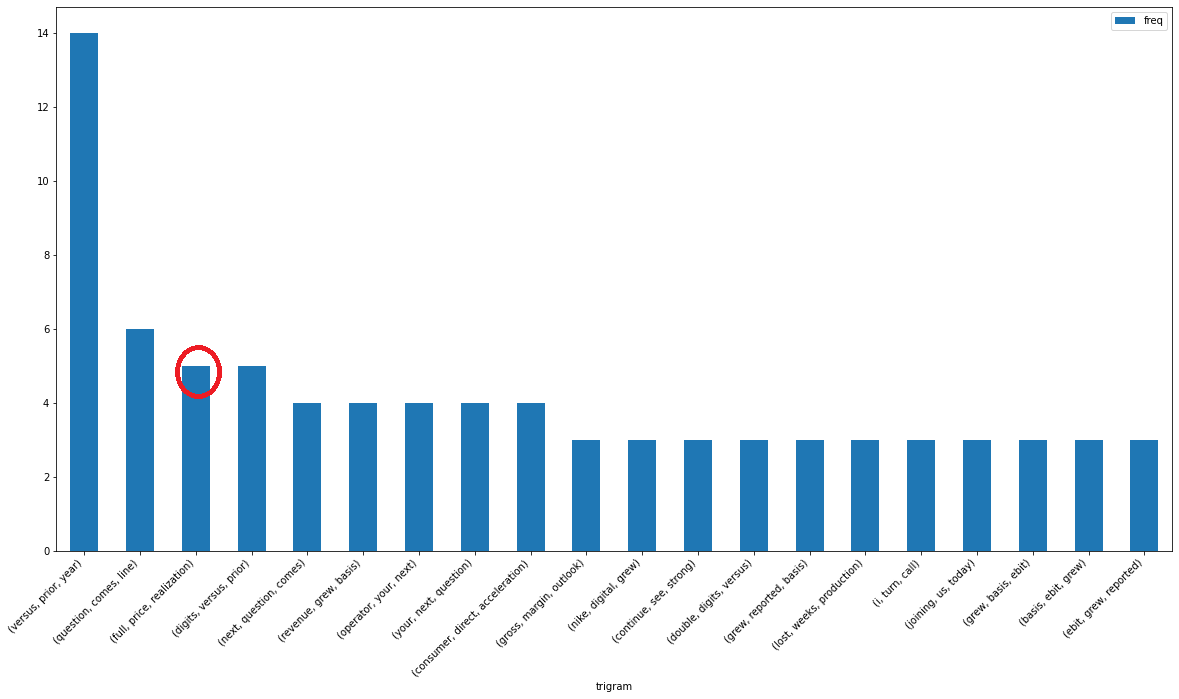 freq
14
12
10
8
6
4
2
0
(versus, prior, year)
(question, comes, line)
(full, price, realization)
(digits, versus, prior)
(next, question, comes)
(revenue, grew, basis)
(operator, your, next)
(your, next, question)
(consumer, direct, acceleration)
(gross, margin, outlook)
(nike, digital, grew)
(continue, see, strong)
(double, digits, versus)
(grew, reported, basis)
(lost, weeks, production)
(i, turn, call)
(joining, us, today)
(grew, basis, ebit)
(basis, ebit, grew)
(ebit, grew, reported)
trigram